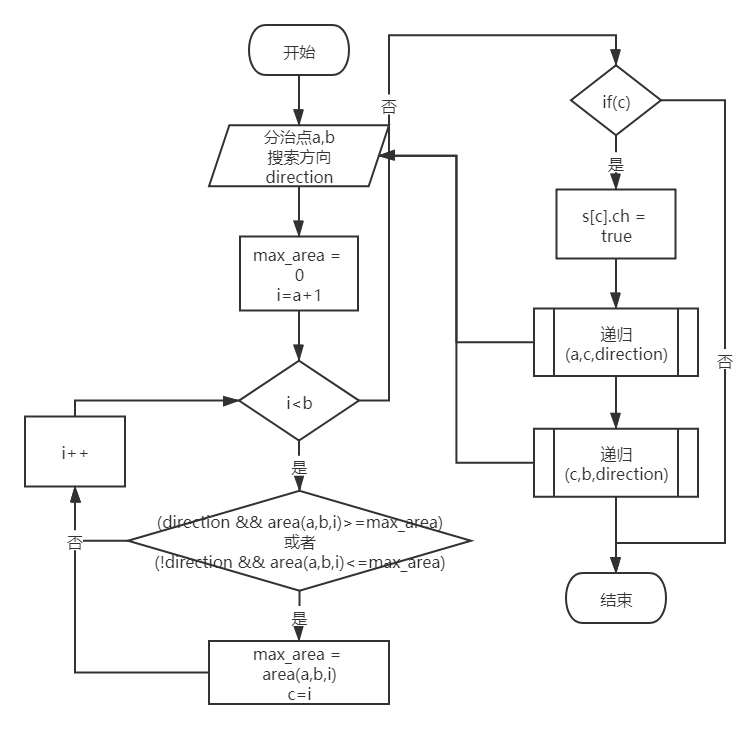 开始
分治点a,b
搜索方向
direction
max_area =
0
i=a+1
i<b
是
(direction && area(a,b,i)>=max_area)
或者
(!direction && area(a,b,i)<=max_area)
是
max_area =
area(a,b,i)
c=i
否
i++
否
if(c)
是
s[c].ch =
true
递归
(a,c,direction)
递归
(c,b,direction)
否
结束